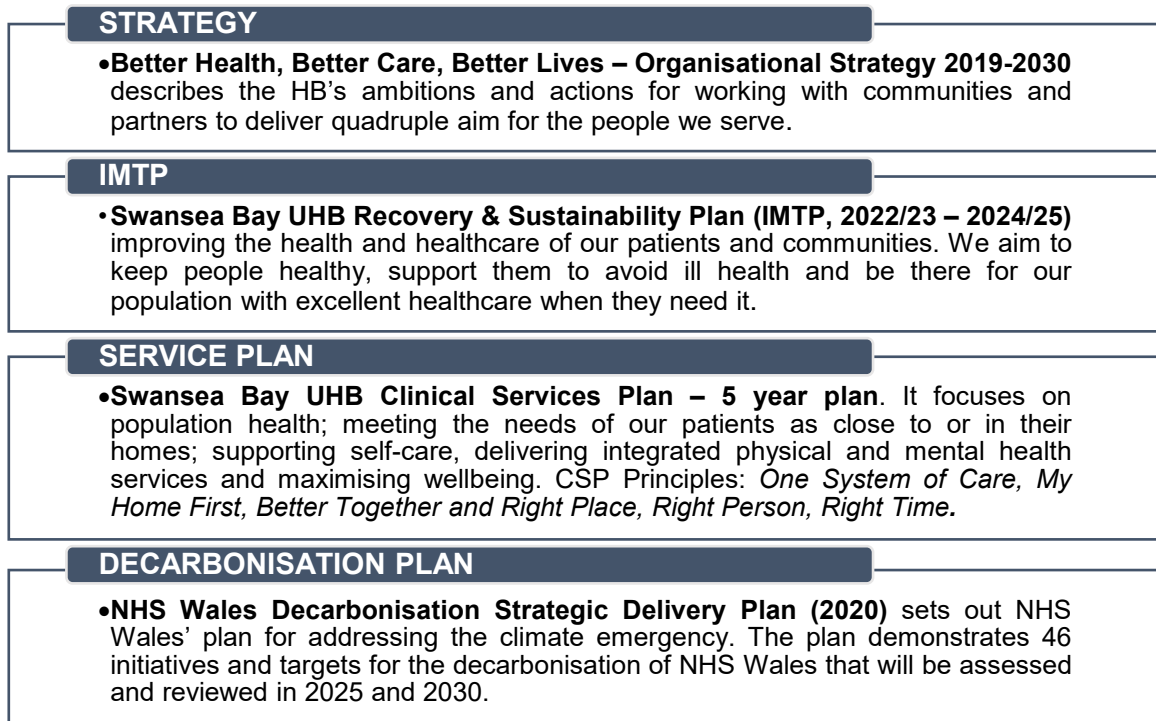 STRATEGY
•Better Health, Better Care, Better Lives – Organisational Strategy 2019-2030
describes the HB’s ambitions and actions for working with communities and
partners to deliver quadruple aim for the people we serve.
IMTP
•Swansea Bay UHB Recovery & Sustainability Plan (IMTP, 2022/23 – 2024/25)
improving the health and healthcare of our patients and communities. We aim to
keep people healthy, support them to avoid ill health and be there for our
population with excellent healthcare when they need it.
SERVICE PLAN
•Swansea Bay UHB Clinical Services Plan – 5 year plan. It focuses on
population health; meeting the needs of our patients as close to or in their
homes; supporting self-care, delivering integrated physical and mental health
services and maximising wellbeing. CSP Principles: One System of Care, My
Home First, Better Together and Right Place, Right Person, Right Time.
DECARBONISATION PLAN
•NHS Wales Decarbonisation Strategic Delivery Plan (2020) sets out NHS
Wales’ plan for addressing the climate emergency. The plan demonstrates 46
initiatives and targets for the decarbonisation of NHS Wales that will be assessed
and reviewed in 2025 and 2030.